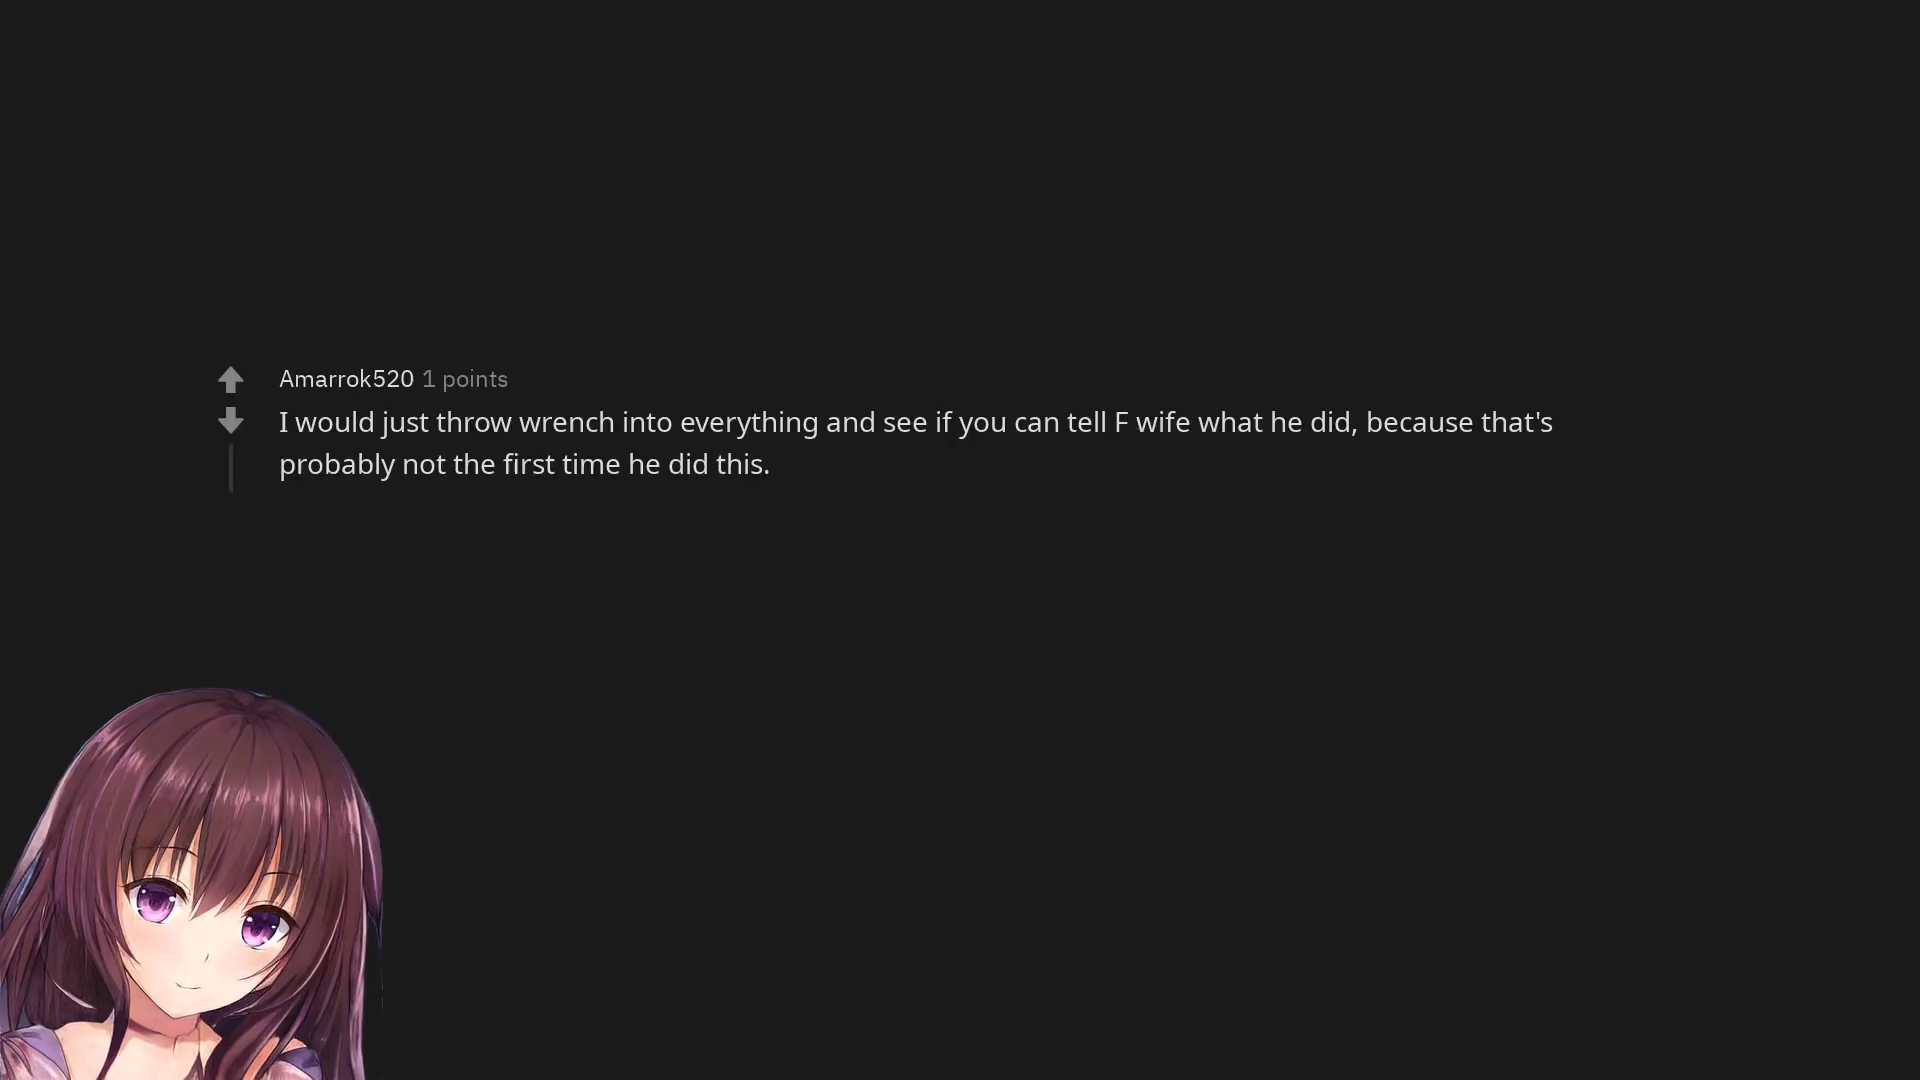 Amarrok520 1 points
I would just throw wrench into everything and see if you can tell F wife what he did, because that's
probably not the first time he did this.